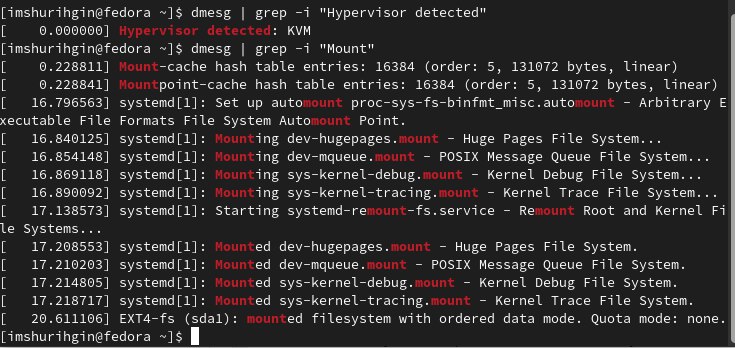 [imshurihgin@fedora ~]$ dmesg | grep -i "Hypervisor detected"
[    0.000000] Hypervisor detected: KVM
[imshurihgin@fedora ~]$ dmesg | grep -i "Mount"
[    0.228811] Mount-cache hash table entries: 16384 (order: 5, 131072 bytes, linear)
[    0.228841] Mountpoint-cache hash table entries: 16384 (order: 5, 131072 bytes, linear)
[   16.796563] systemd[1]: Set up automount proc-sys-fs-binfmt_misc.automount - Arbitrary E
xecutable File Formats File System Automount Point.
[   16.840125] systemd[1]: Mounting dev-hugepages.mount - Huge Pages File System...
[   16.854148] systemd[1]: Mounting dev-mqueue.mount - POSIX Message Queue File System...
[   16.869118] systemd[1]: Mounting sys-kernel-debug.mount - Kernel Debug File System...
[   16.890092] systemd[1]: Mounting sys-kernel-tracing.mount - Kernel Trace File System...
[   17.138573] systemd[1]: Starting systemd-remount-fs.service - Remount Root and Kernel Fi
le Systems...
[   17.208553] systemd[1]: Mounted dev-hugepages.mount - Huge Pages File System.
[   17.210203] systemd[1]: Mounted dev-mqueue.mount - POSIX Message Queue File System.
[   17.214805] systemd[1]: Mounted sys-kernel-debug.mount - Kernel Debug File System.
[   17.218717] systemd[1]: Mounted sys-kernel-tracing.mount - Kernel Trace File System.
[   20.611106] EXT4-fs (sda1): mounted filesystem with ordered data mode. Quota mode: none.
[imshurihgin@fedora ~]$